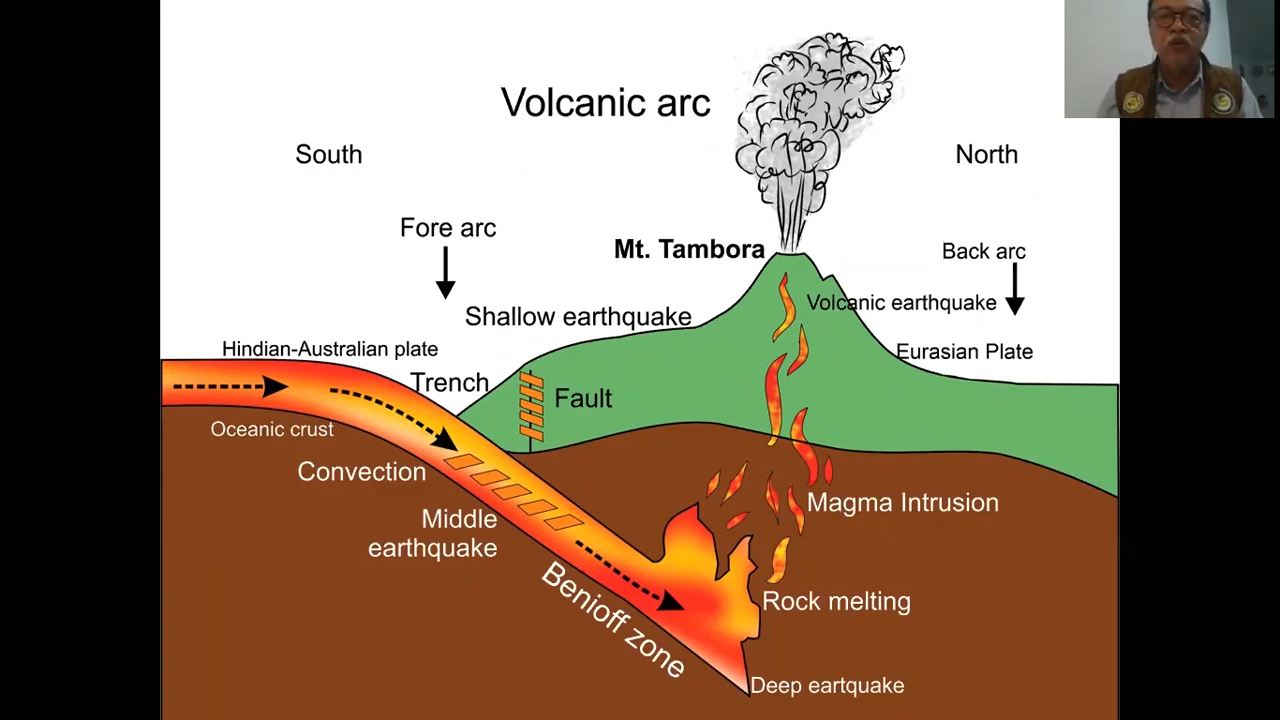 Volcanic arc
South
North
Fore arc
Mt. Tambora
Back arc
Volcanic earthquake
Shallow earthquake
Hindian-Australian plate
Eurasian Plate
Trench
Fault
Oceanic crust
Convection
Magma Intrusion
Middle
earthquake
Benioff zone
Rock melting
Deep eartquake